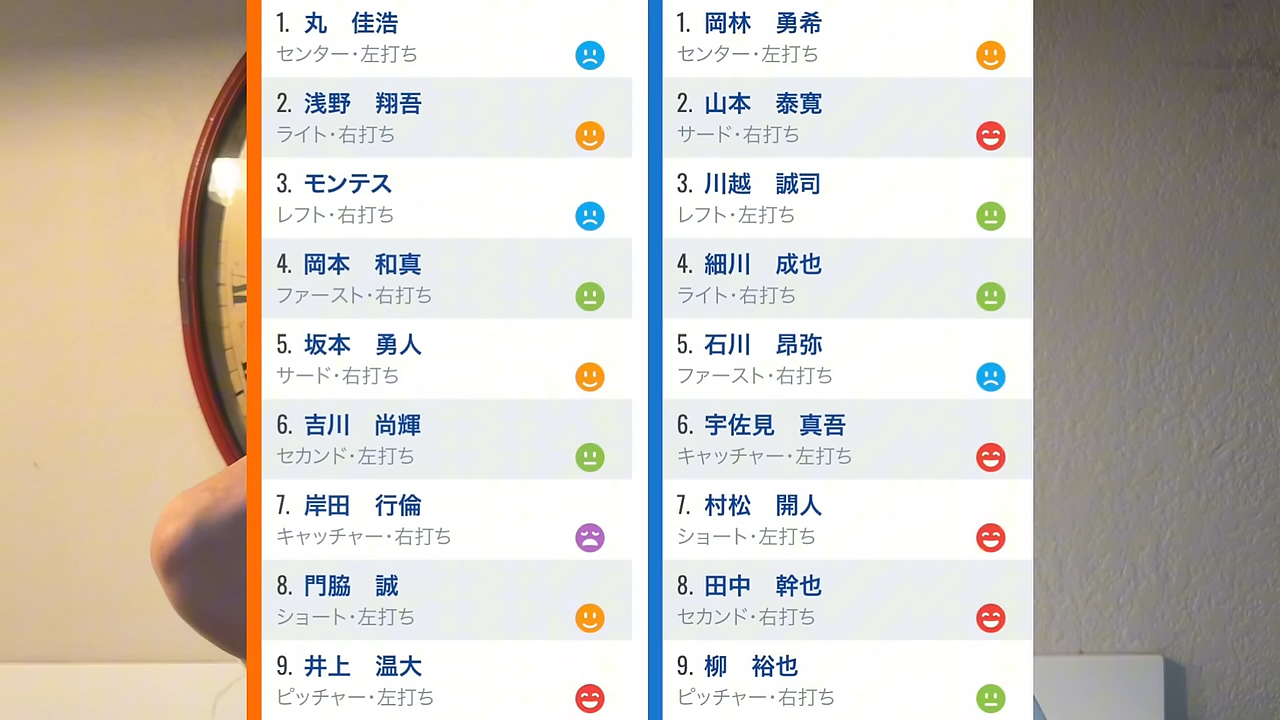 1. 丸 佳浩
センター・左打ち
2. 浅野 翔吾
ライト・右打ち
3. モンテス
レフト・右打ち
4. 岡本 和真
ファースト・右打ち
5. 坂本 勇人
サード・右打ち
6. 吉川 尚輝
セカンド・左打ち
7. 岸田 行倫
キャッチャー・右打ち
8. 門脇 誠
ショート・左打ち
9. 井上 温大
ピッチャー・左打ち
1. 岡林 勇希
センター・左打ち
2. 山本 泰寛
サード・右打ち
3. 川越 誠司
レフト・左打ち
4. 細川 成也
ライト・右打ち
5. 石川 昂弥
ファースト・右打ち
6. 宇佐見 真吾
キャッチャー・左打ち
7. 村松 開人
ショート・左打ち
8. 田中 幹也
セカンド・右打ち
9. 柳 裕也
ピッチャー・右打ち